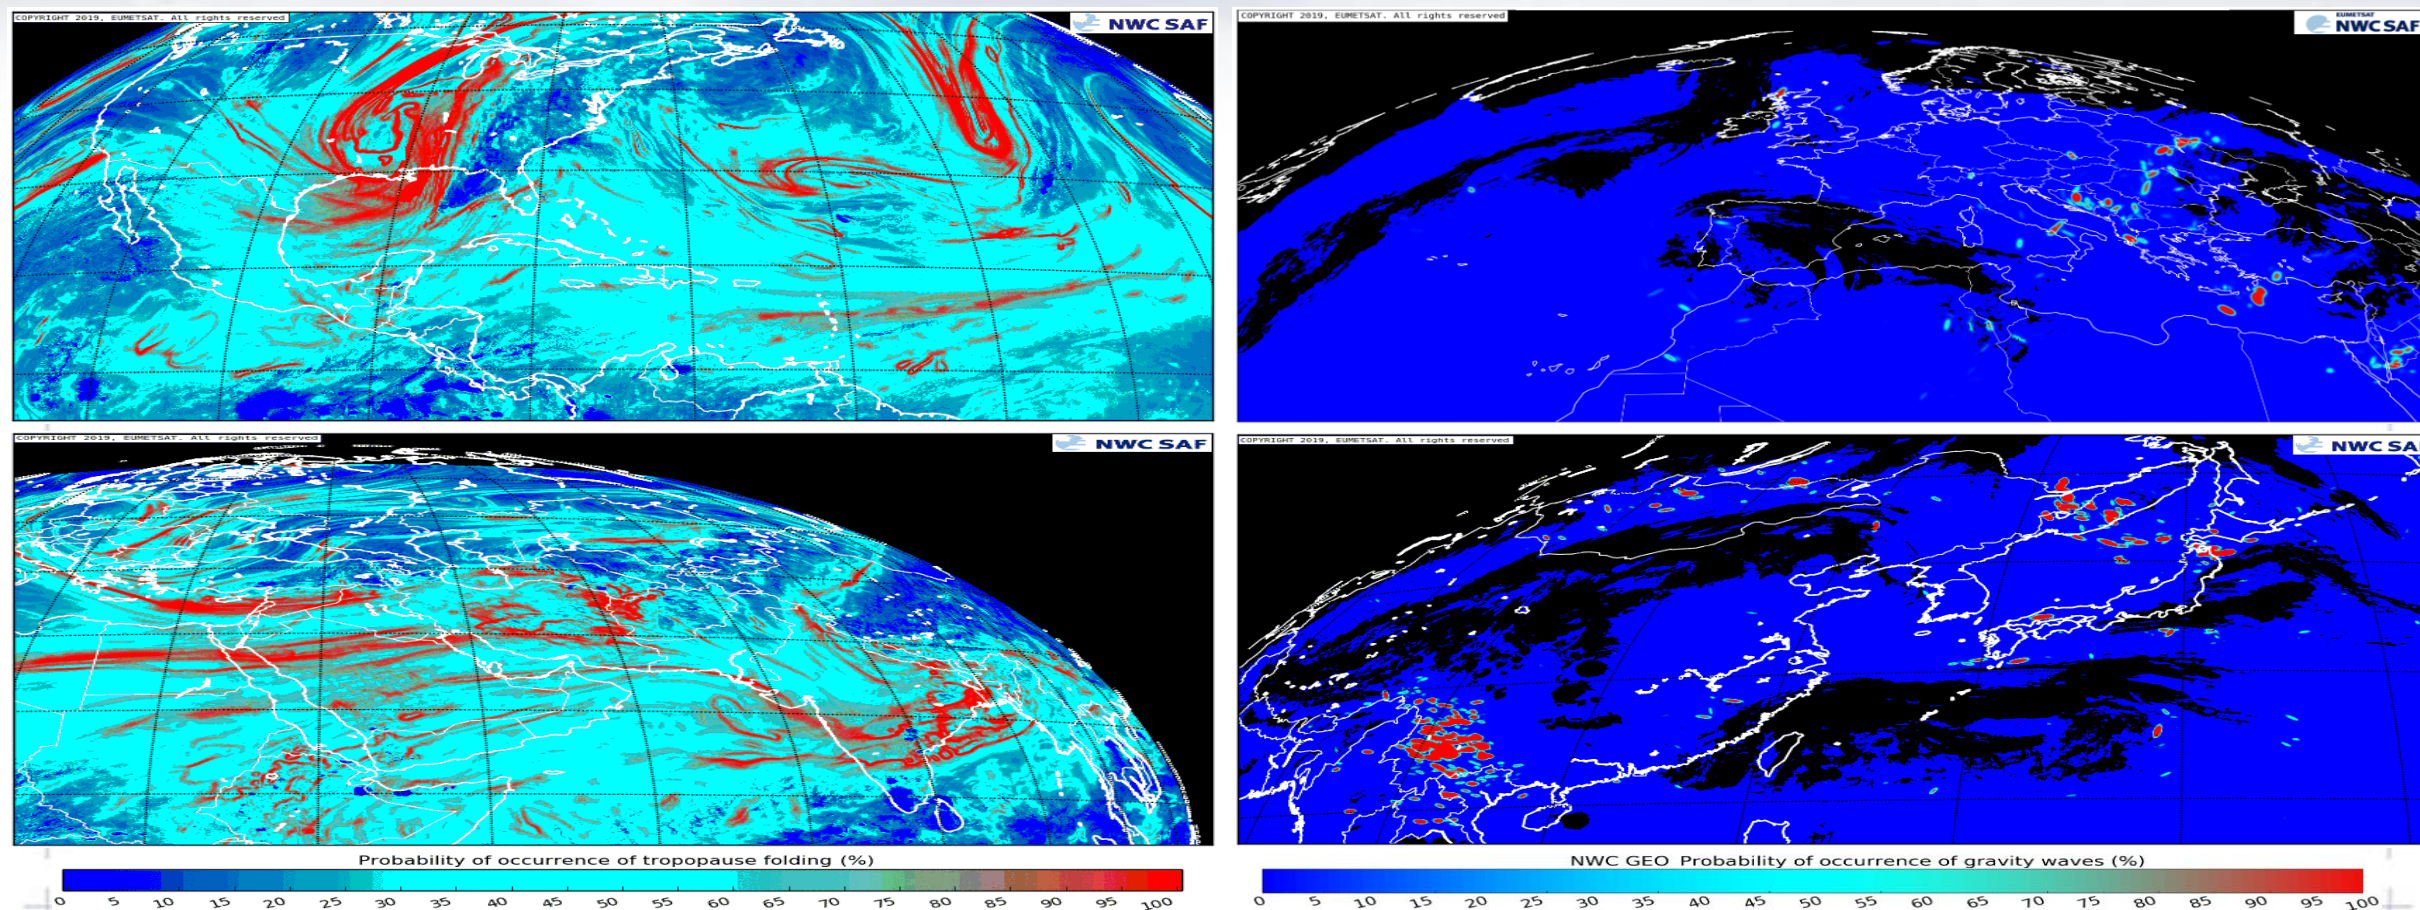 COPYRIGHT 2019, EUMETSAT. All rights reserved
NWC SAF
COPYRIGHT 2019, EUMETSAT. All rights reserved
EUMETSAT
NWC SAF
COPYRIGHT 2019, EUMETSAT. All rights reserved
NWC SAF
COPYRIGHT 2019, EUMETSAT. All rights reserved
NWC SAF
Probability of occurrence of tropopause folding (%)
0 5 10 15 20 25 30 35 40 45 50 55 60 65 70 75 80 85 90 95 100
NWC GEO Probability of occurrence of gravity waves (%)
0 5 10 15 20 25 30 35 40 45 50 55 60 65 70 75 80 85 90 95 100